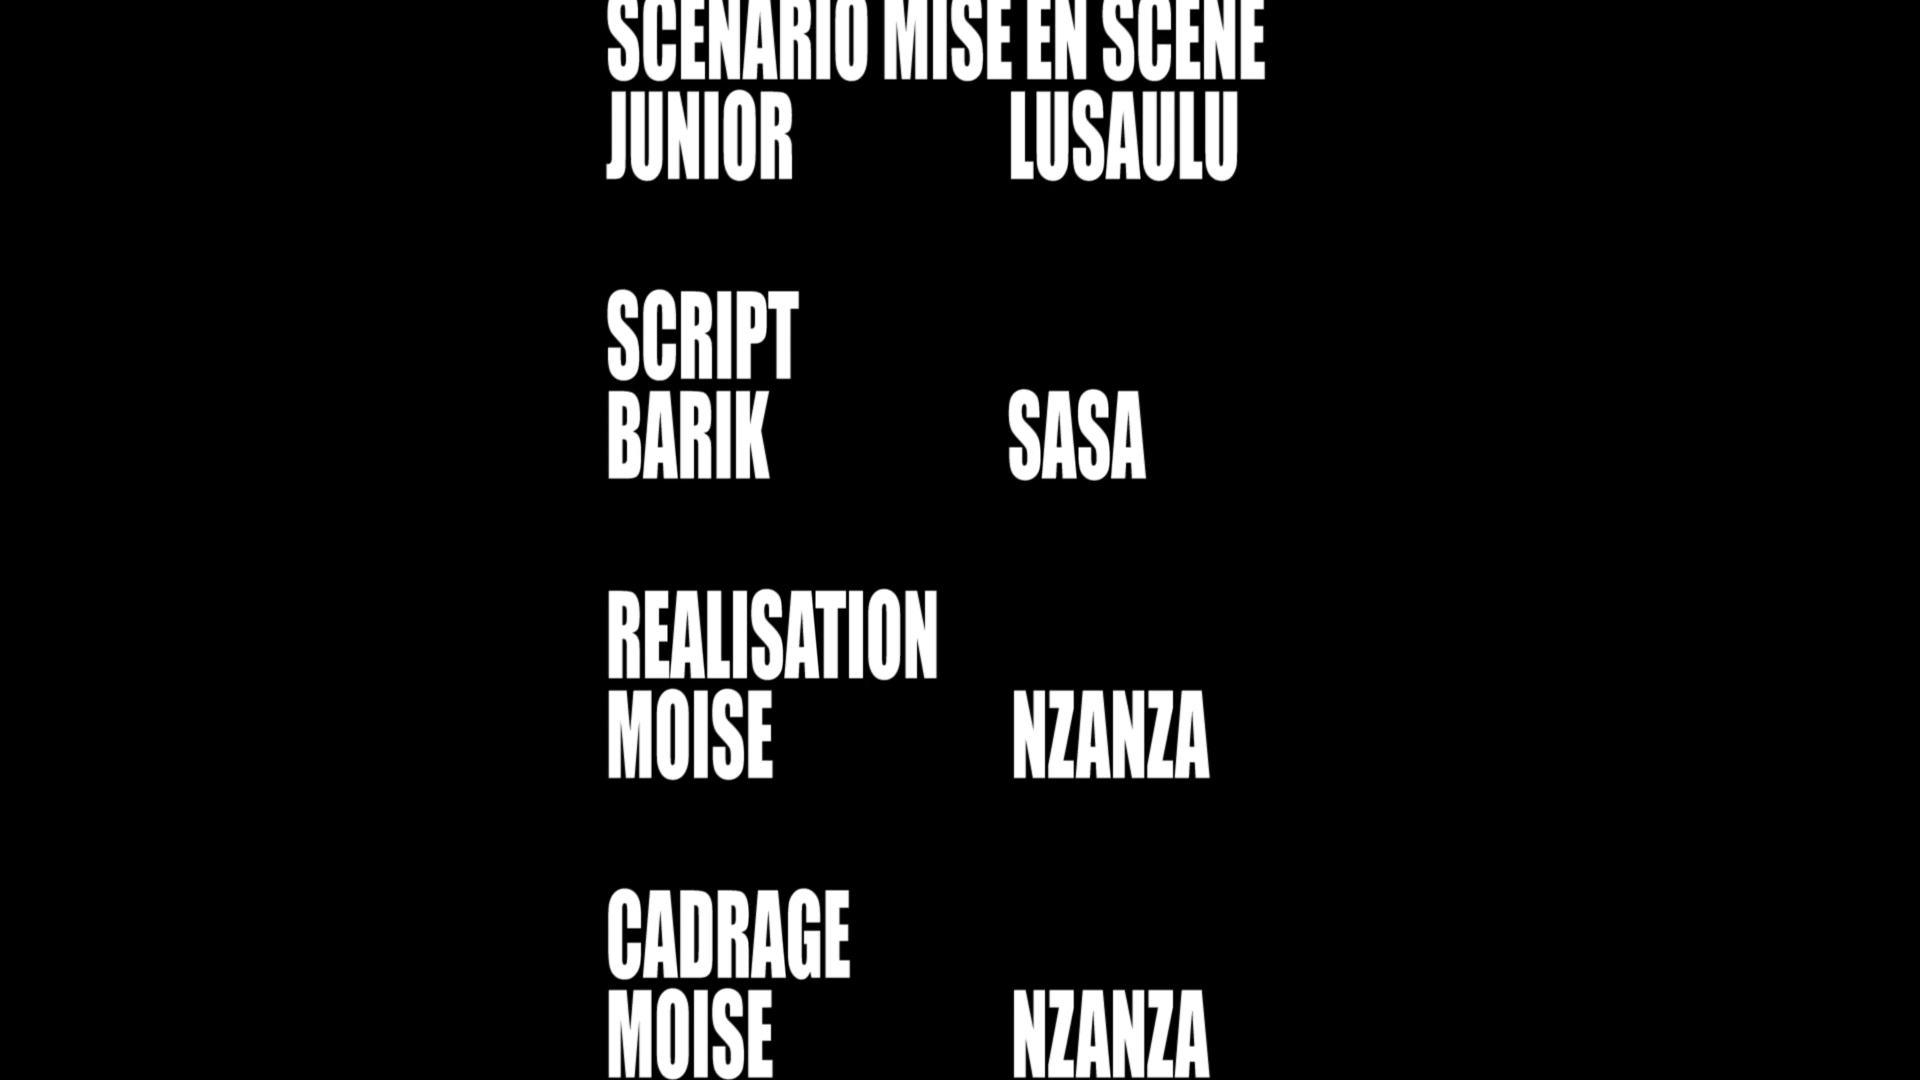 SCENARIO MISE EN SCENE
JUNIOR LUSAULU
SCRIPT
BARIK SASA
REALISATION
MOISE NZANZA
CADRAGE
MOISE NZANZA